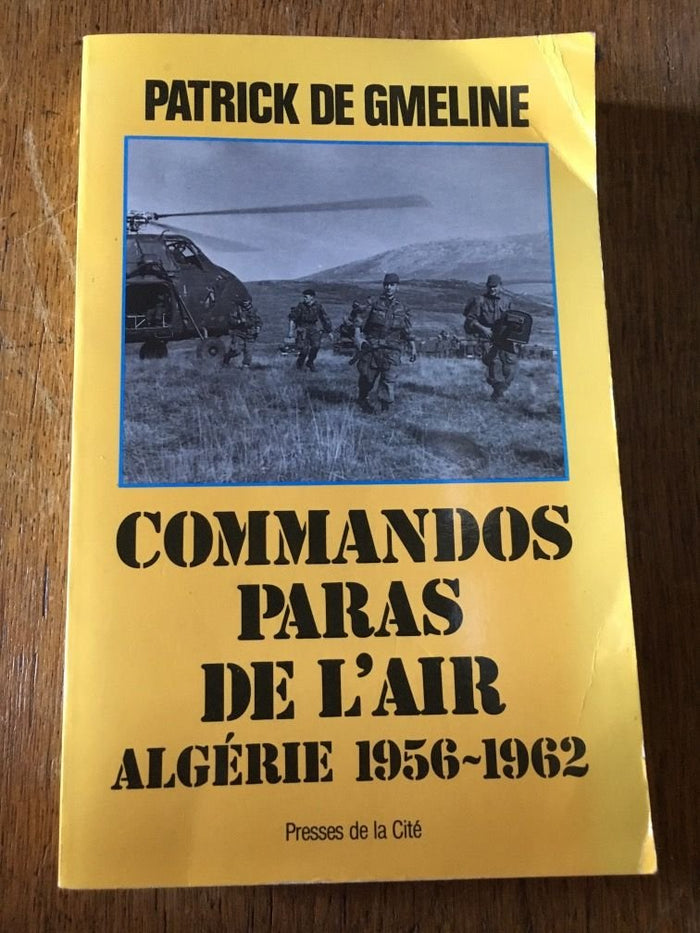 PATRICK DE GMELINE
COMMANDOS
PARAS
DE L'AIR
ALGÉRIE 1956~1962
Presses de la Cité